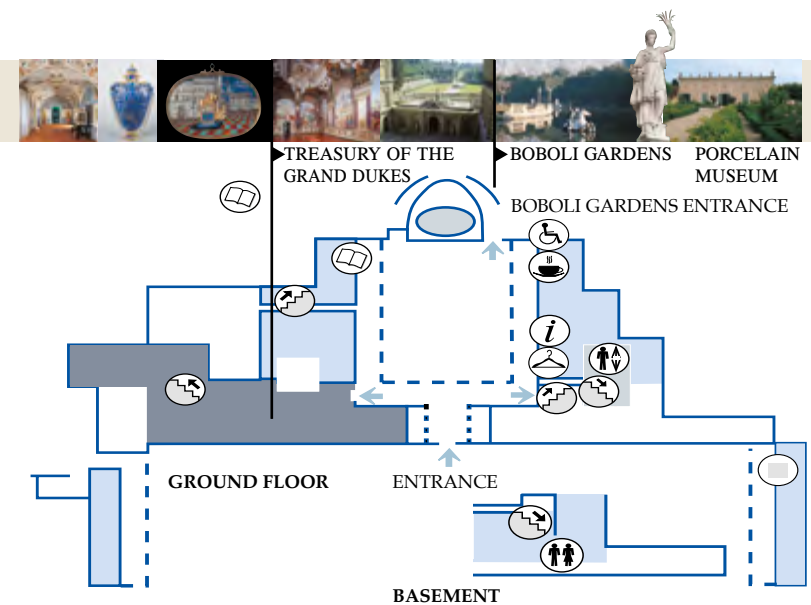 TREASURY OF THE
GRAND DUKES
BOBOLI GARDENS
PORCELAIN
MUSEUM
BOBOLI GARDENS ENTRANCE
i
GROUND FLOOR
ENTRANCE
BASEMENT